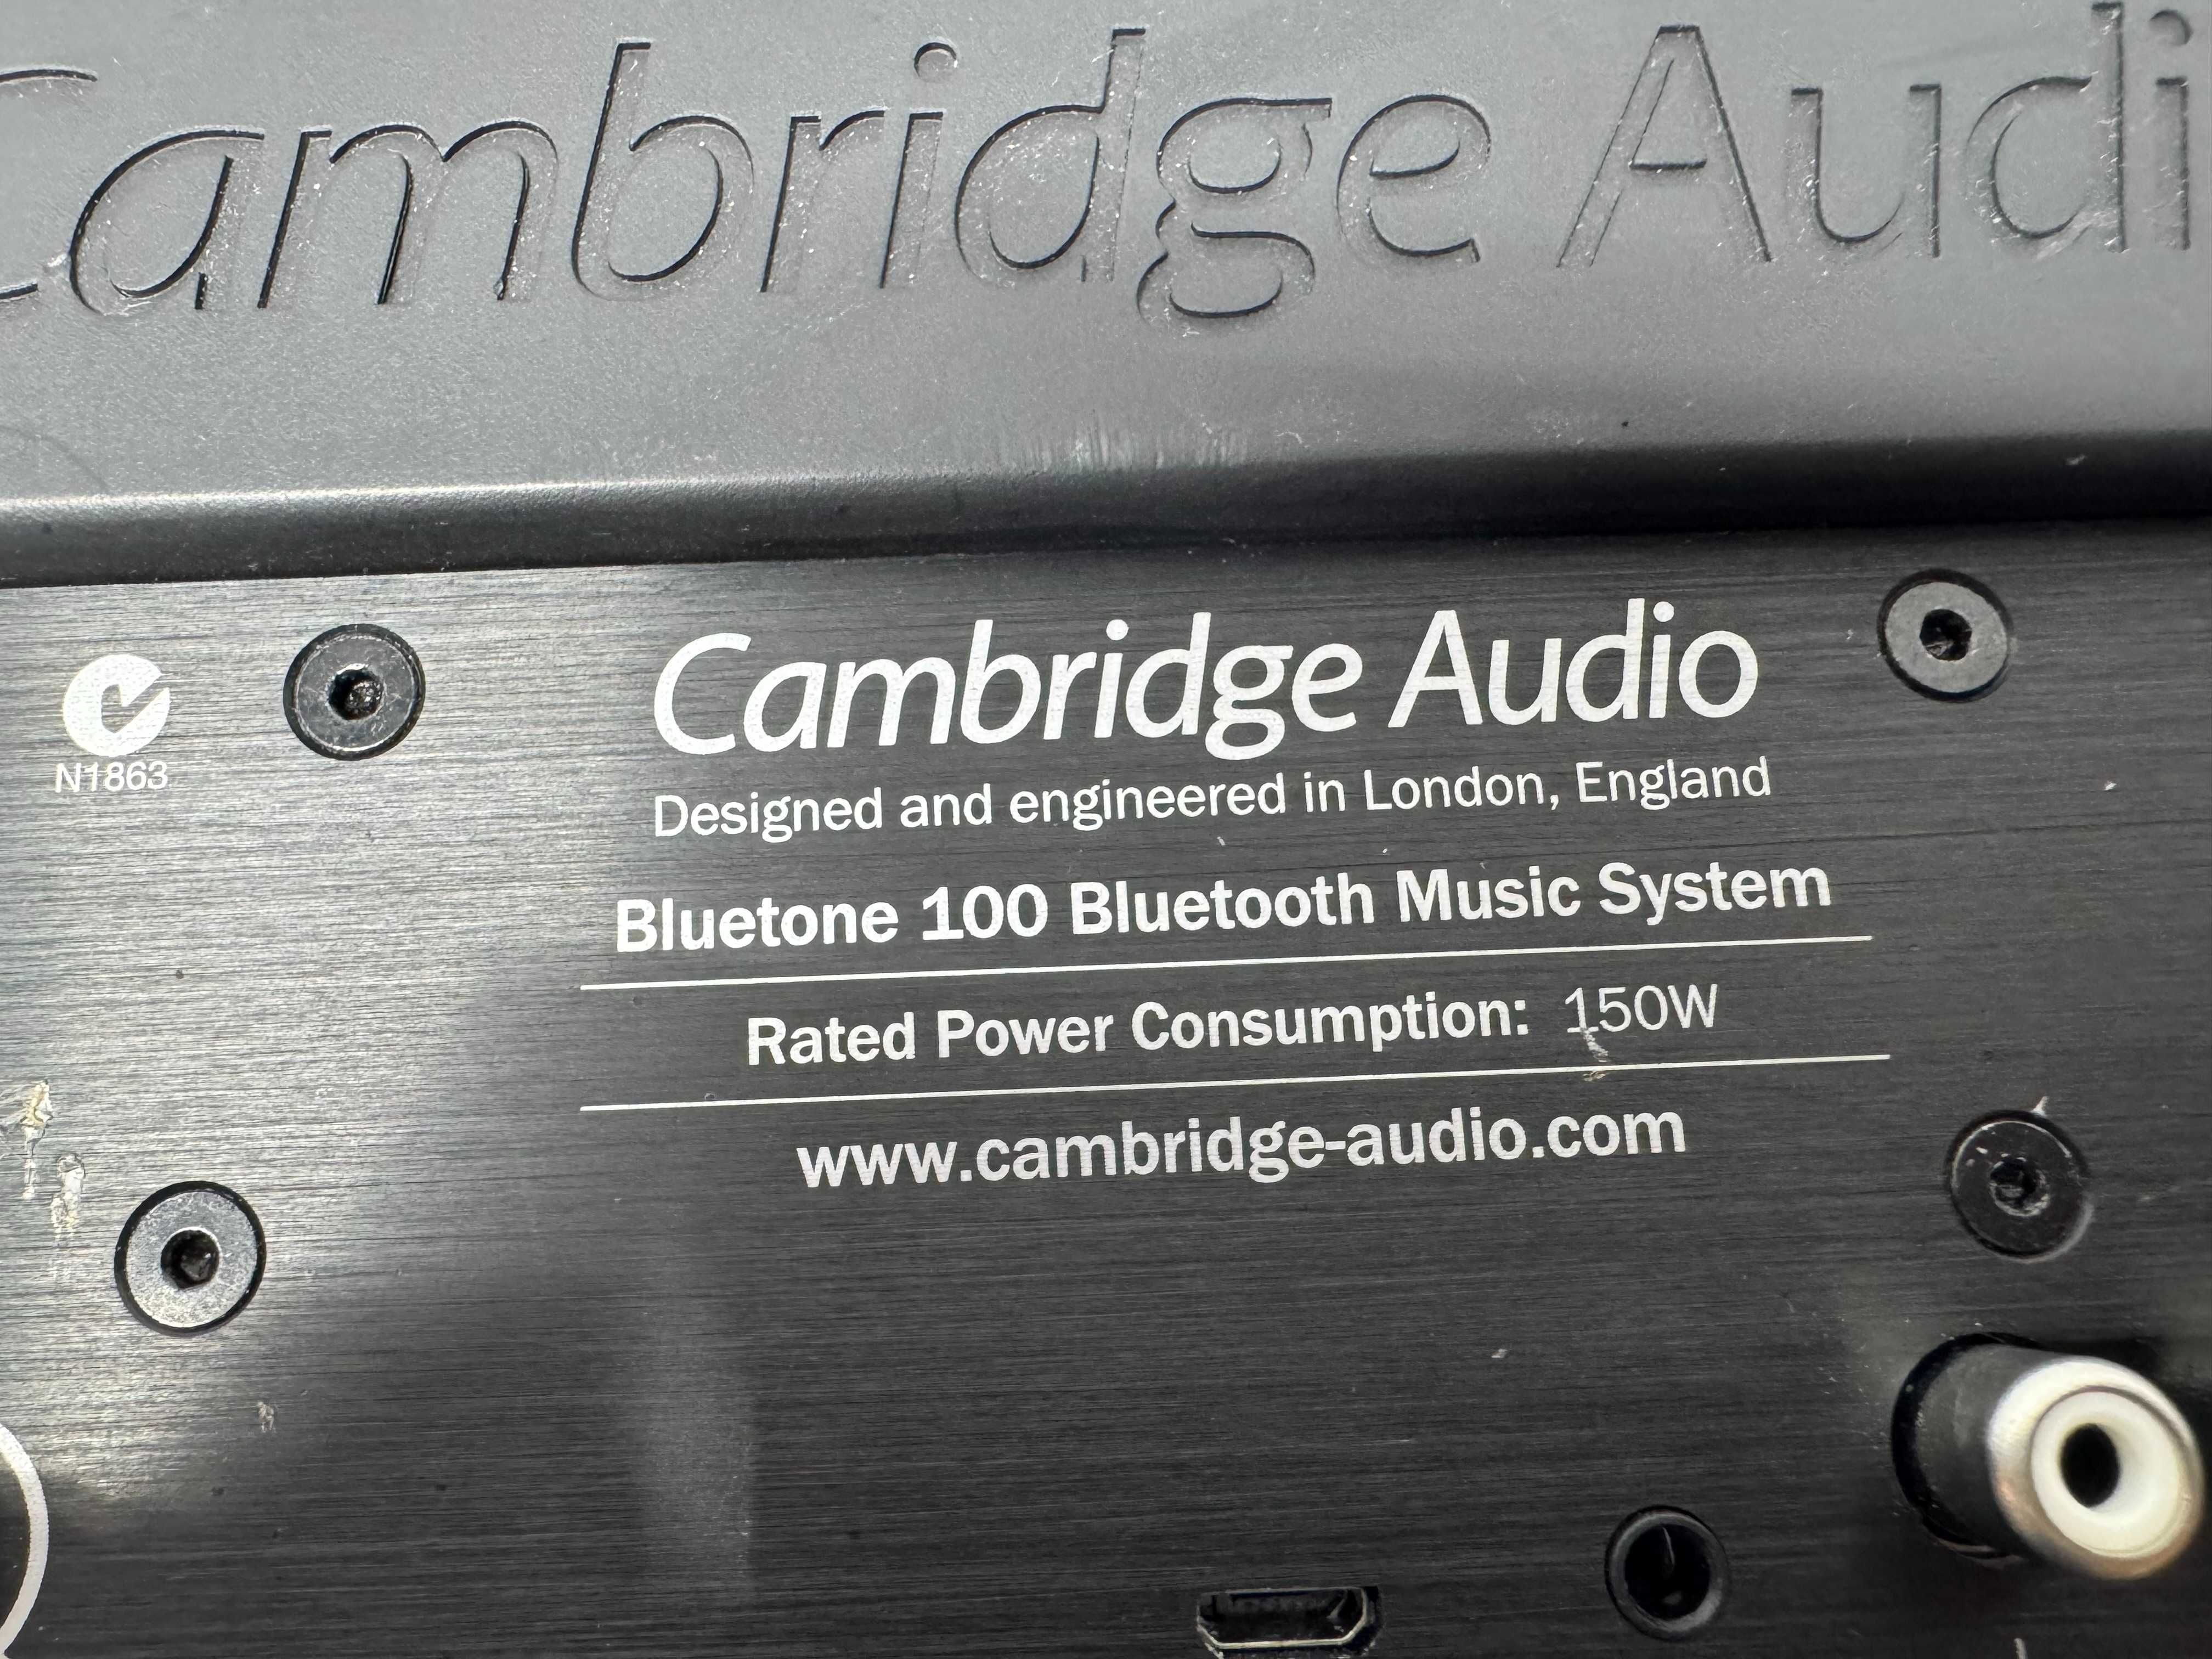 Cambridge Audi
Cambridge Audio
N1863
Designed and engineered in London, England
Bluetone 100 Bluetooth Music System
Rated Power Consumption: 150W
www.cambridge-audio.com